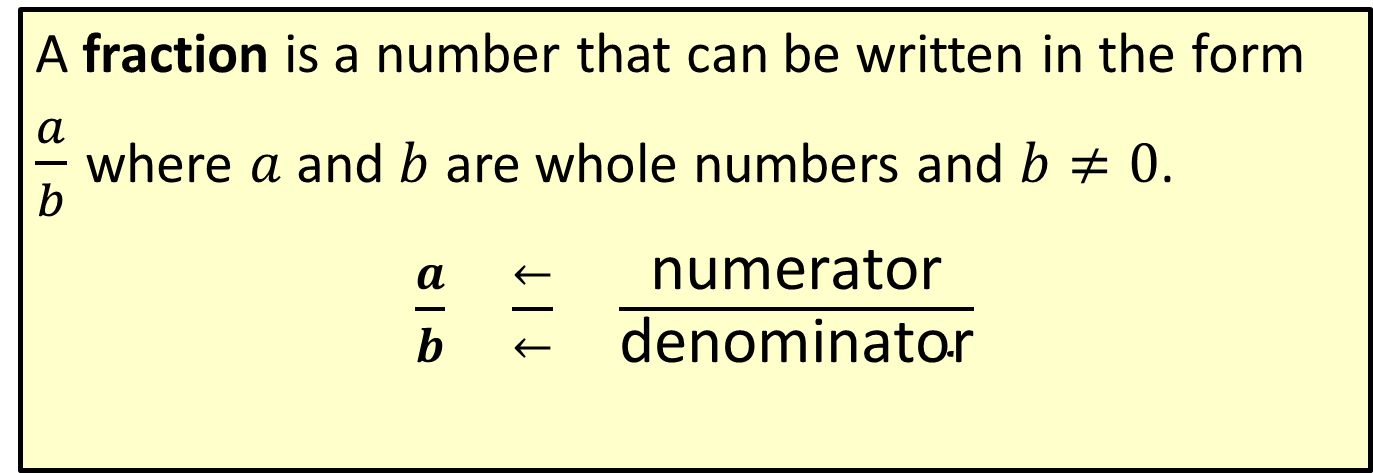 A fraction is a number that can be written in the form
a/b where a and b are whole numbers and b ≠ 0.
a ← numerator
b ← denominator.